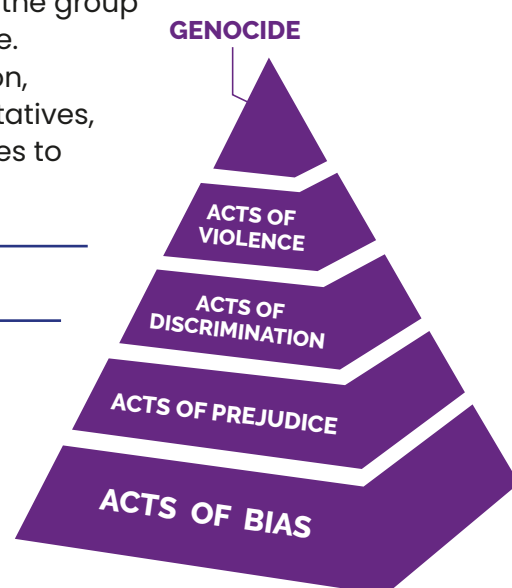 the group
e.
on,
tatives,
es to
GENOCIDE
ACTS OF
VIOLENCE
ACTS OF
DISCRIMINATION
ACTS OF PREJUDICE
ACTS OF BIAS